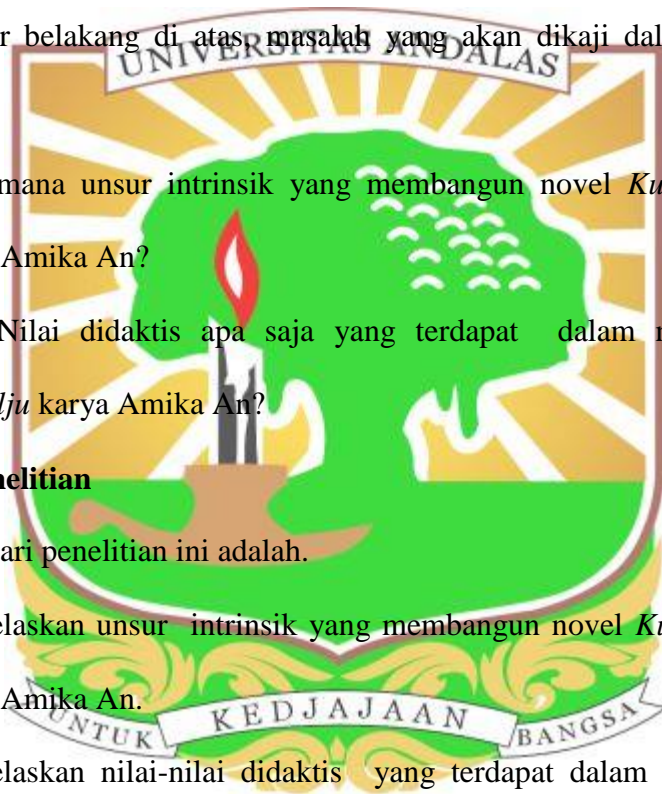 r belakang di atas, masalah yang akan dikaji dal
UNIVERSITAS ANDALAS
mana unsur intrinsik yang membangun novel Ku
Amika An?
Nilai didaktis apa saja yang terdapat dalam
lju karya Amika An?
nelitian
ari penelitian ini adalah.
elaskan unsur intrinsik yang membangun novel Ku
Amika An.
UNTUK KEDJAJAAN BANGSA
elaskan nilai-nilai didaktis yang terdapat dalam